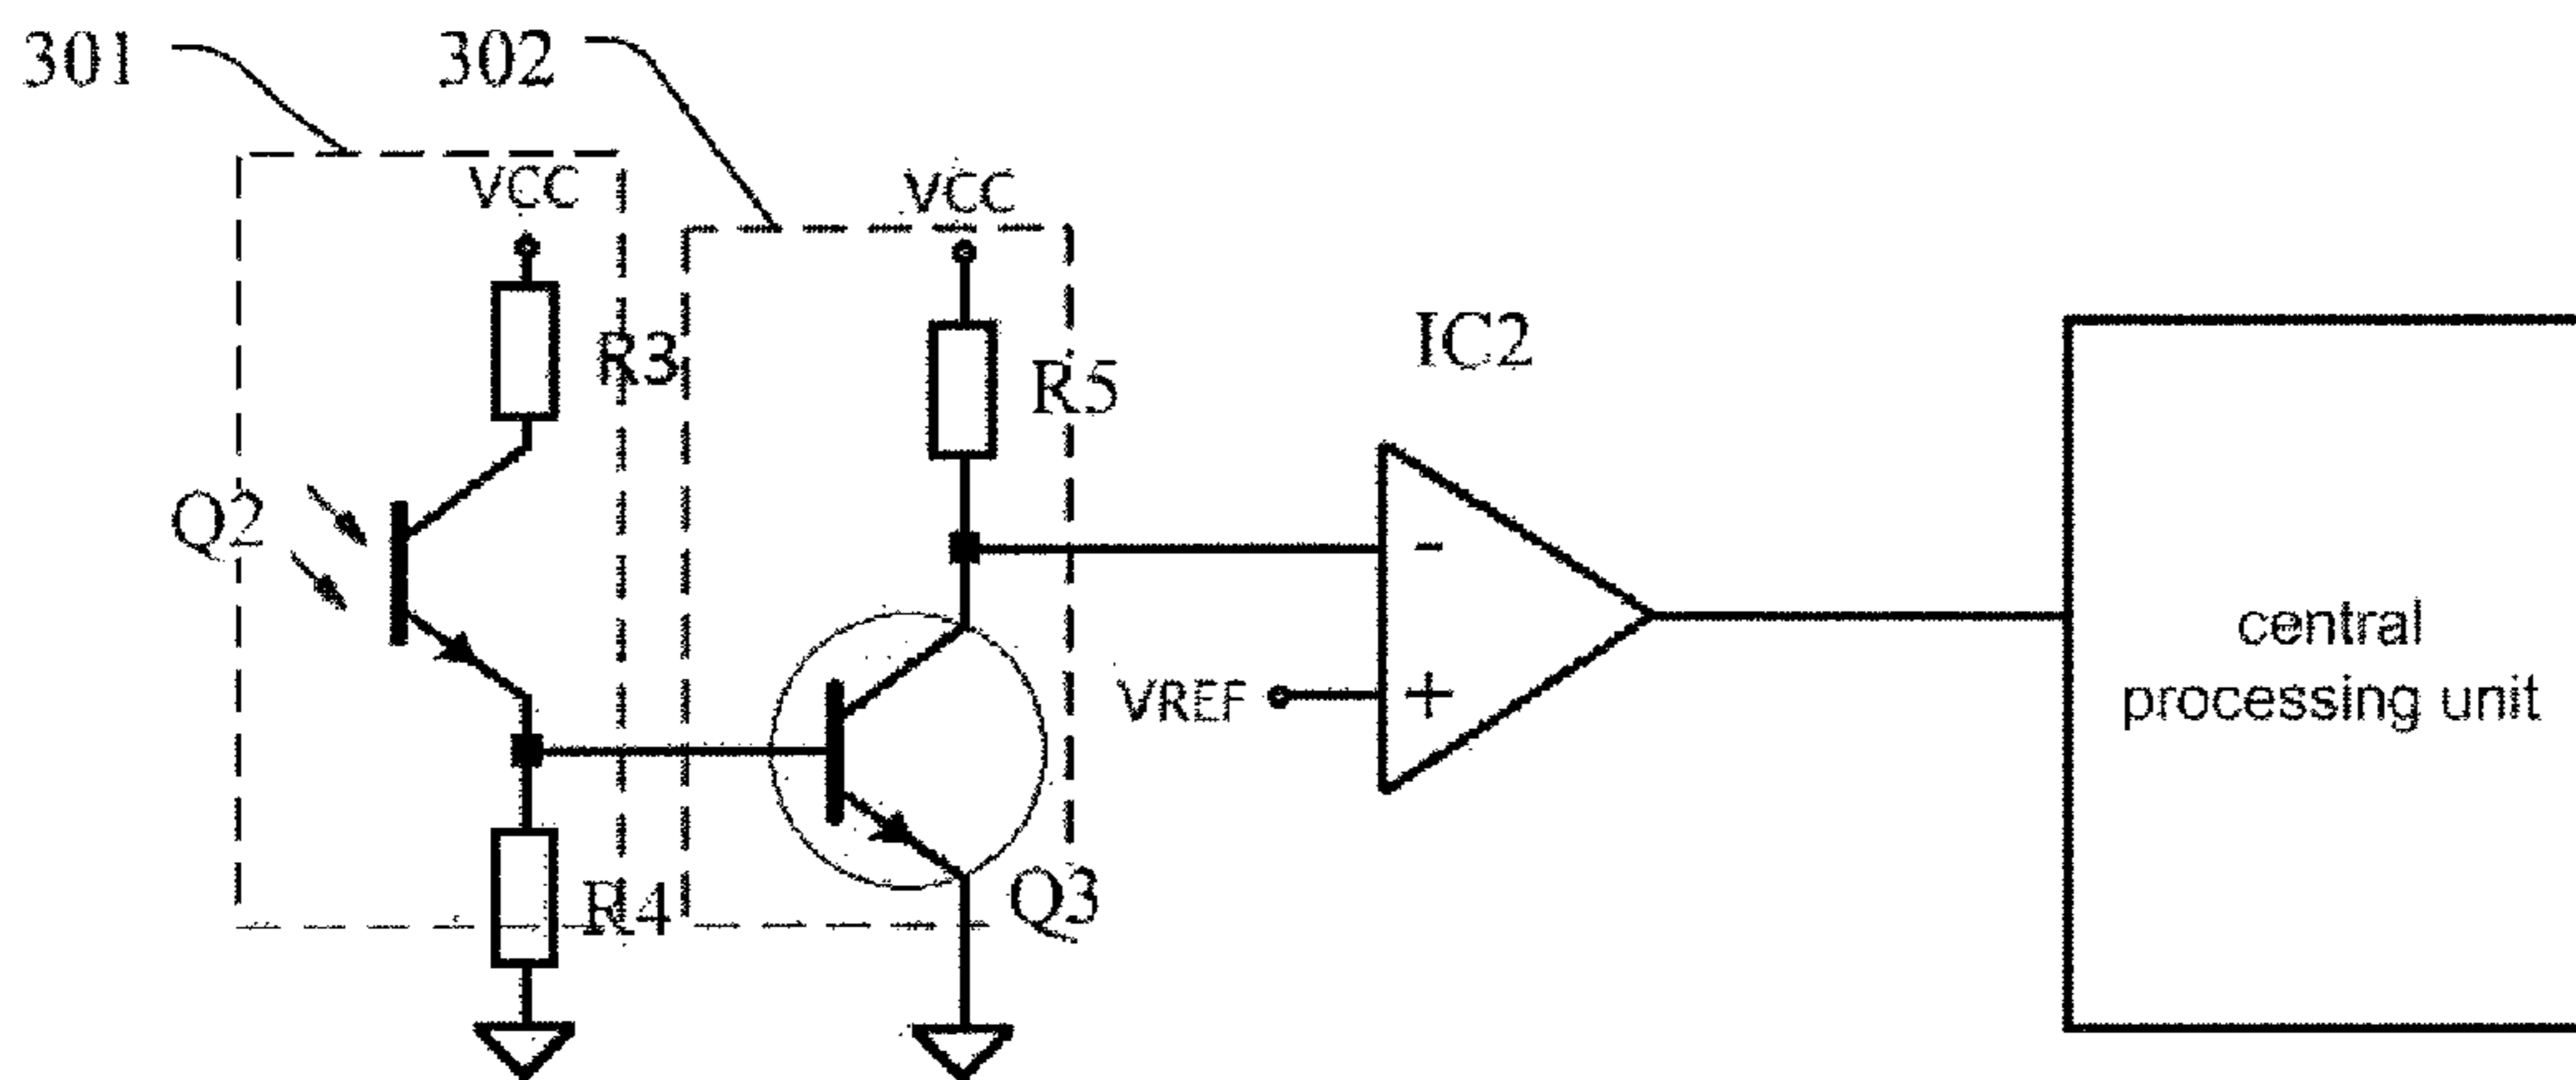 301
302
VCC
VCC
R3
R5
IC2
Q2
-
VREF
+
central
processing unit
R4
Q3